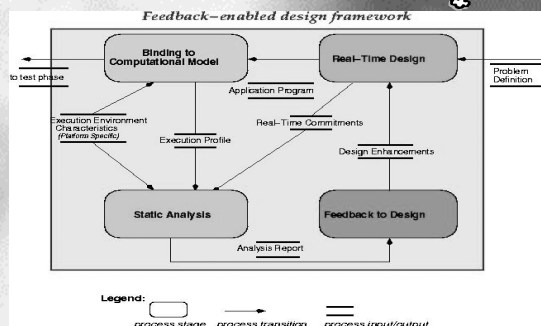 Feedback-enabled design framework
Binding to
Computational Model
Real-Time Design
to test phase
Problem
Definition
Application Program
Execution Environment
Characteristics
(Platform Specific)
Real-Time Commitments
Execution Profile
Design Enhancements
Static Analysis
Feedback to Design
Analysis Report
Legend:
process stage process transition process input/output